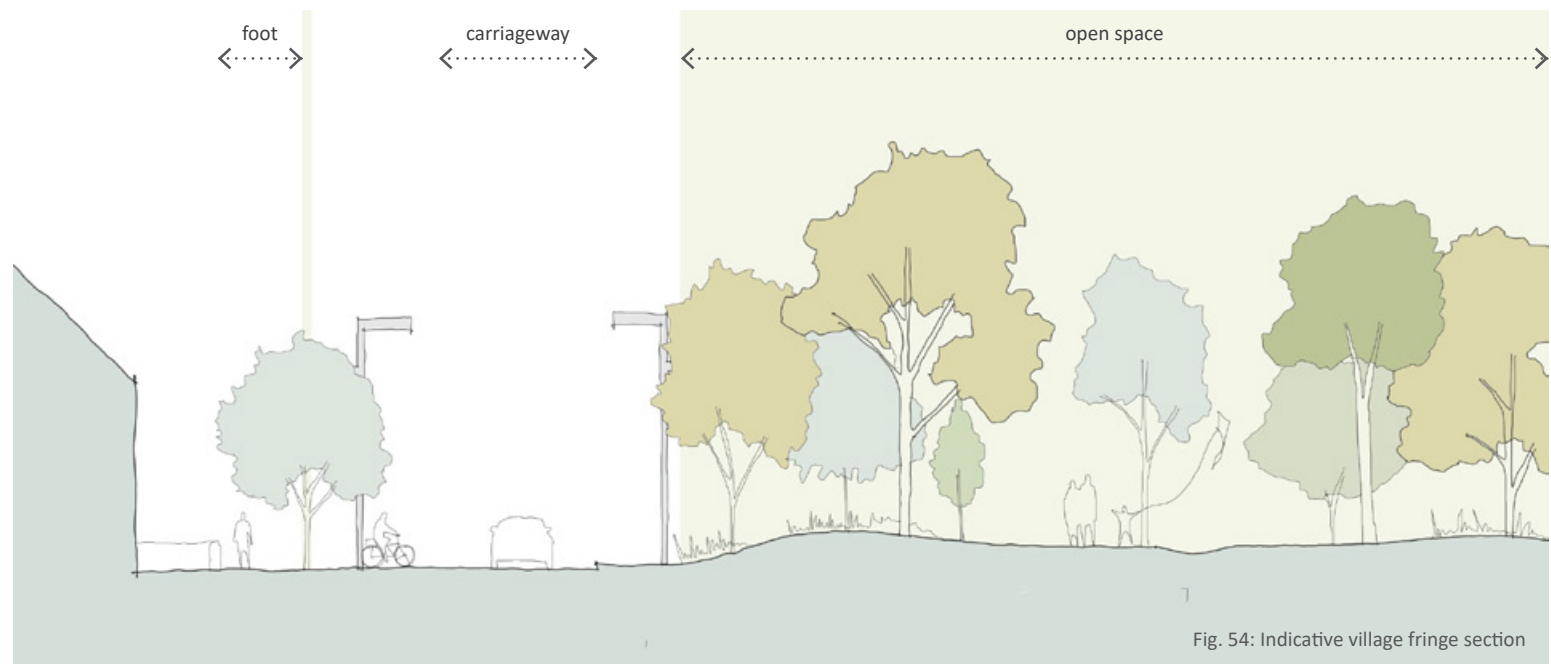 foot
carriageway
open space
Fig. 54: Indicative village fringe section